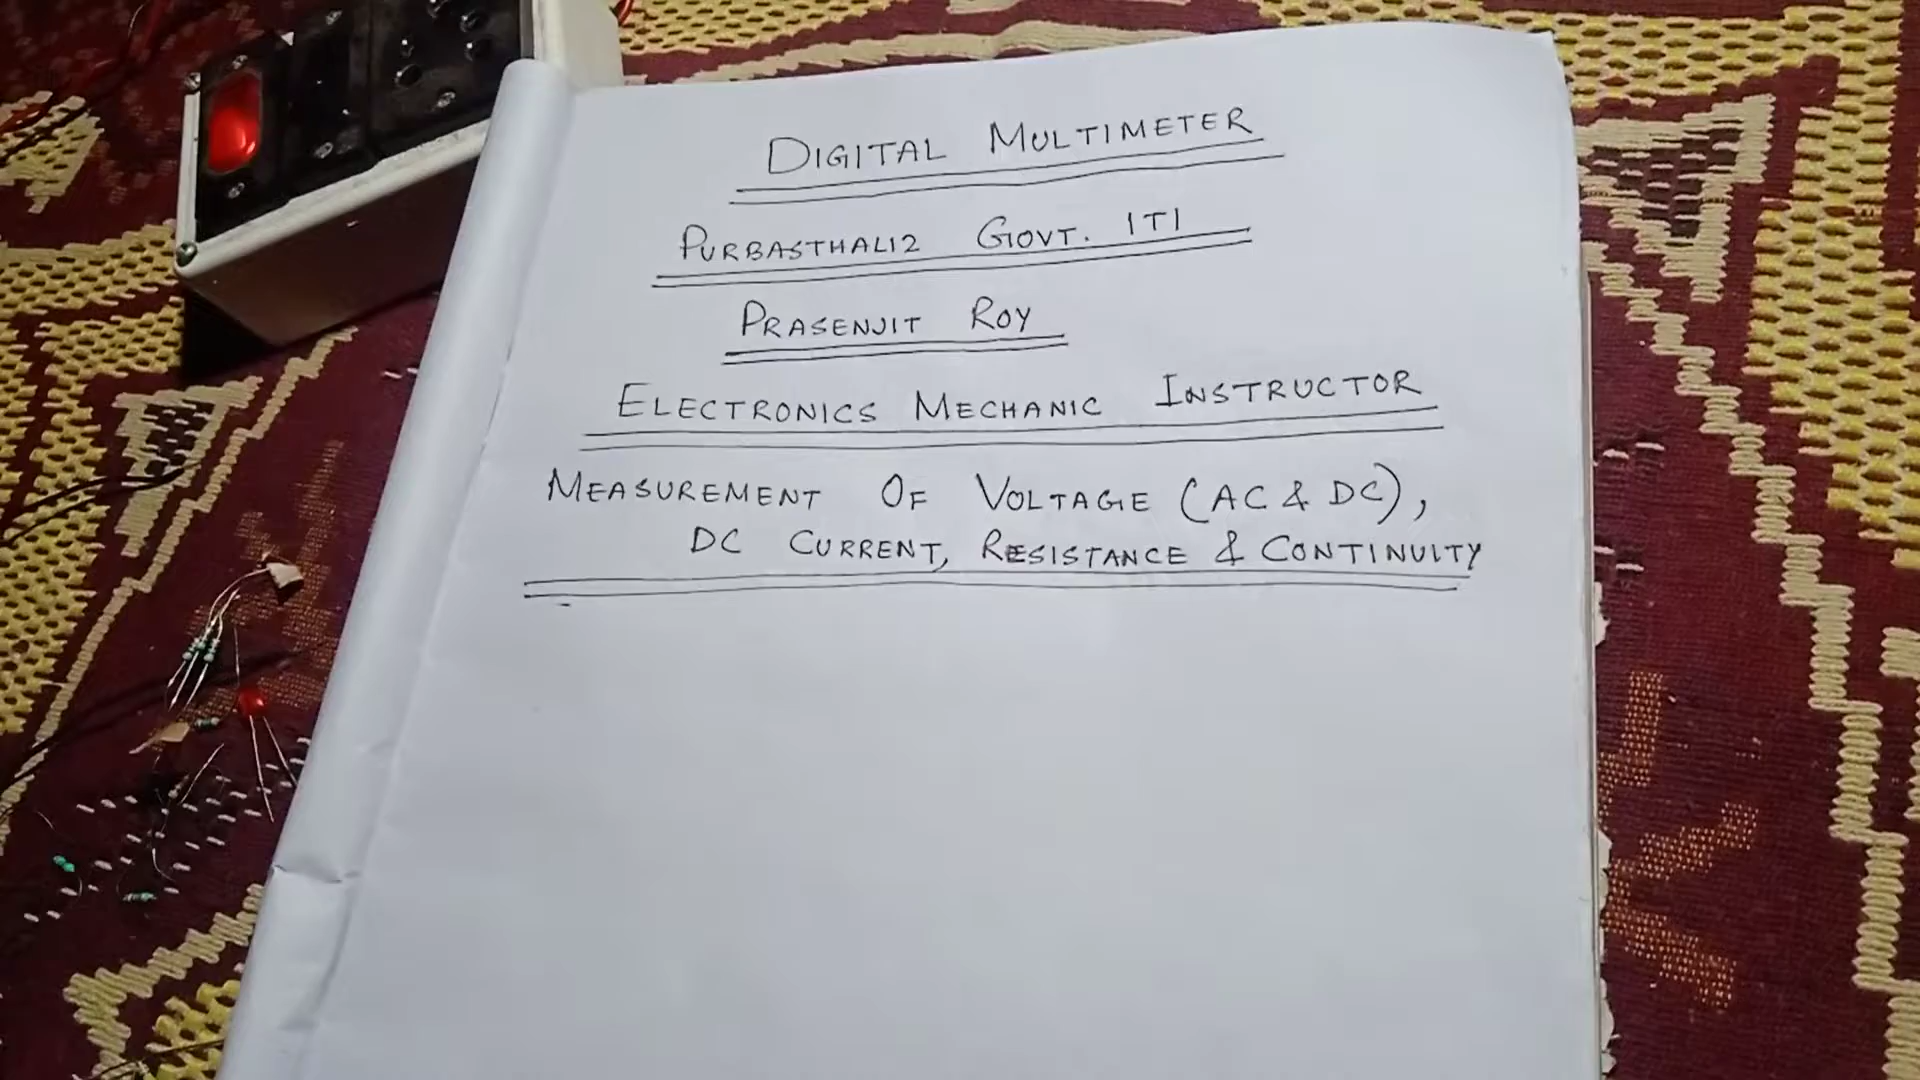 DIGITAL MULTIMETER
PURBASTHALI2 GOVT. ITI
PRASENJIT ROY
ELECTRONICS MECHANIC INSTRUCTOR
MEASUREMENT OF VOLTAGE (AC & DC),
DC CURRENT, RESISTANCE & CONTINUITY